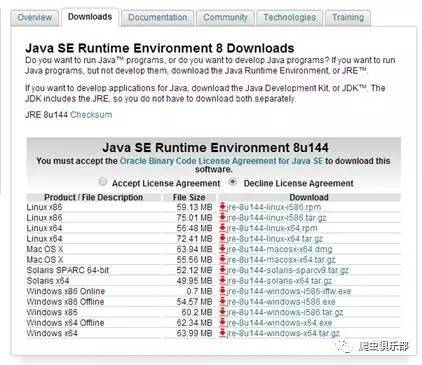 Overview Downloads Documentation Community Technologies Training
Java SE Runtime Environment 8 Downloads
Do you want to run Java™ programs, or do you want to develop Java programs? If you want to run
Java programs, but not develop them, download the Java Runtime Environment, or JRE™.
If you want to develop applications for Java, download the Java Development Kit, or JDK™. The
JDK includes the JRE, so you do not have to download both separately.
JRE 8u144 Checksum
Java SE Runtime Environment 8u144
You must accept the Oracle Binary Code License Agreement for Java SE to download this
software.
Accept License Agreement Decline License Agreement
Product / File Description File Size Download
Linux x86 59.13 MB jre-8u144-linux-i586.rpm
Linux x86 75.01 MB jre-8u144-linux-i586.tar.gz
Linux x64 56.48 MB jre-8u144-linux-x64.rpm
Linux x64 72.41 MB jre-8u144-linux-x64.tar.gz
Mac OS X 63.94 MB jre-8u144-macosx-x64.dmg
Mac OS X 55.56 MB jre-8u144-macosx-x64.tar.gz
Solaris SPARC 64-bit 52.12 MB jre-8u144-solaris-sparcv9.tar.gz
Solaris x64 49.95 MB jre-8u144-solaris-x64.tar.gz
Windows x86 Online 0.7 MB jre-8u144-windows-i586-iftw.exe
Windows x86 Offline 54.57 MB jre-8u144-windows-i586.exe
Windows x86 60.2 MB jre-8u144-windows-i586.tar.gz
Windows x64 Offline 62.34 MB jre-8u144-windows-x64.exe
Windows x64 63.99 MB jre-8u144-windows-x64.tar.gz
爬虫俱乐部